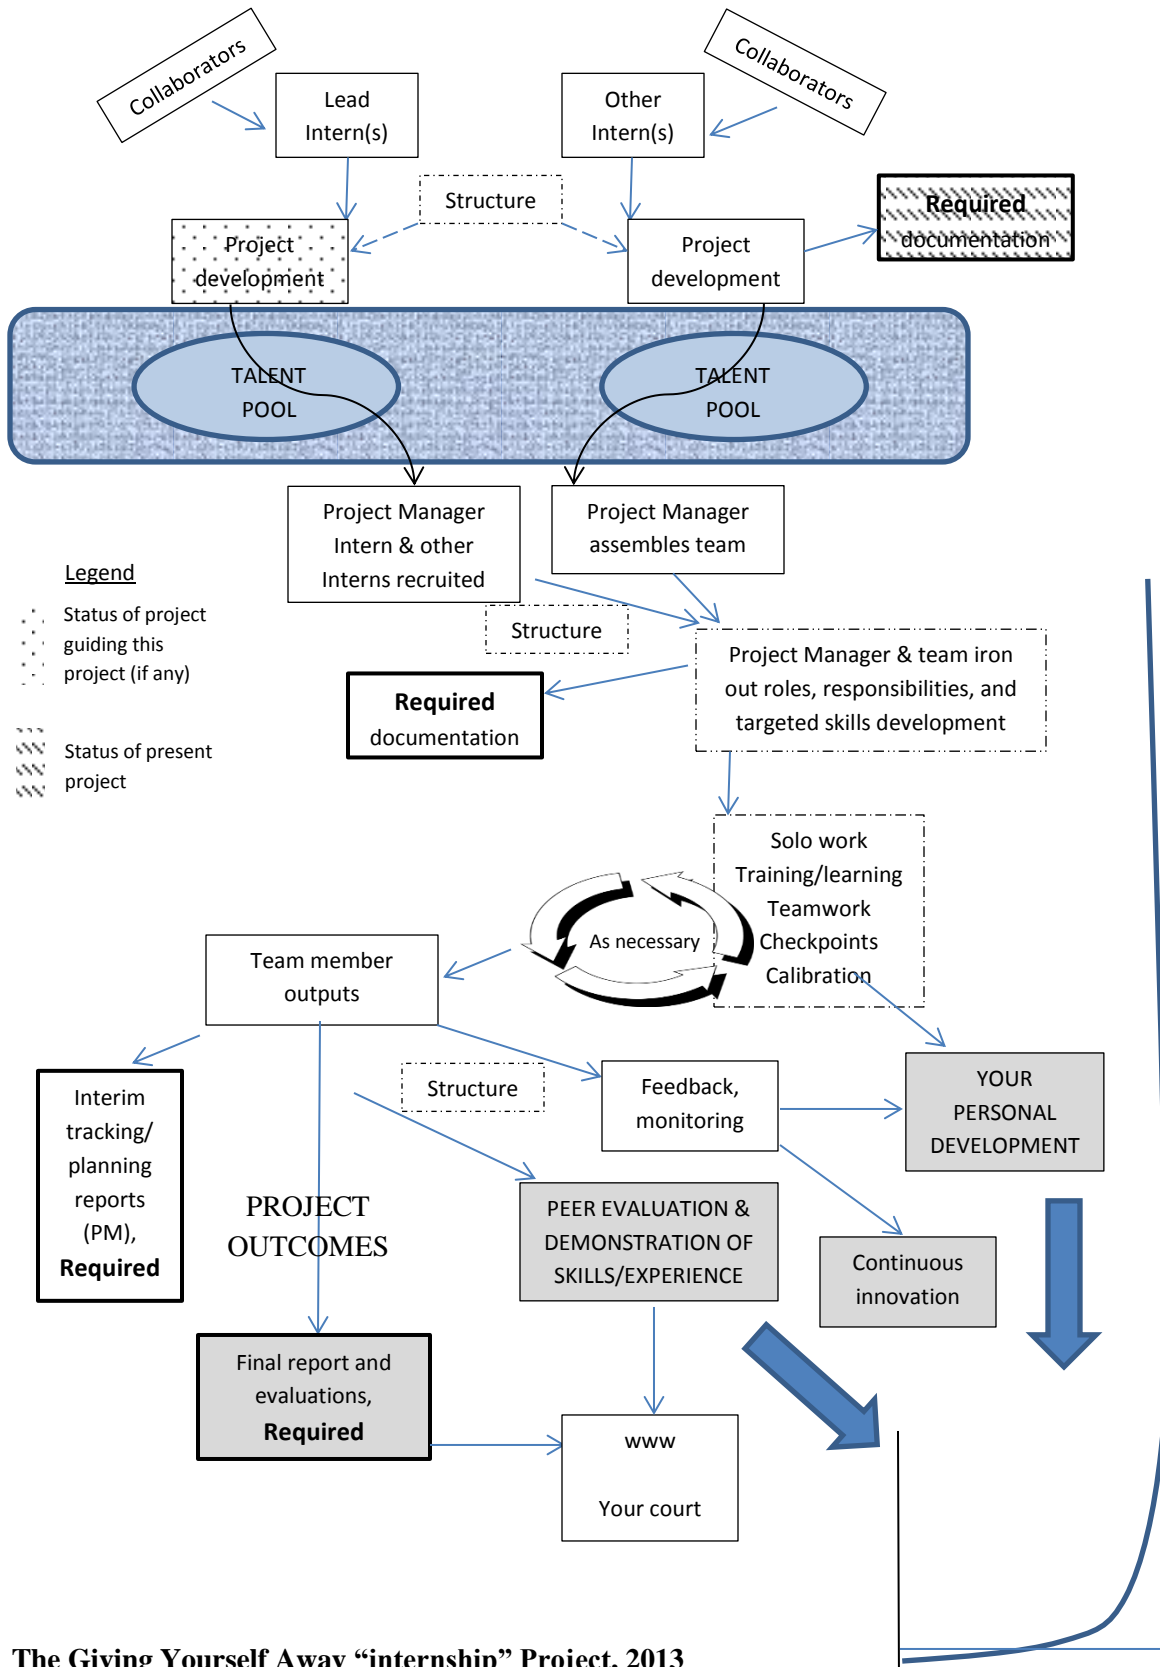 Collaborators
Collaborators
Lead
Intern(s)
Other
Intern(s)
Structure
Required
documentation
Project
development
Project
development
TALENT
POOL
TALENT
POOL
Project Manager
Intern & other
Interns recruited
Project Manager
assembles team
Legend
Status of project
guiding this
project (if any)
Status of present
project
Structure
Project Manager & team iron
out roles, responsibilities, and
targeted skills development
Required
documentation
Solo work
Training/learning
Teamwork
Checkpoints
Calibration
As necessary
Team member
outputs
Structure
Feedback,
monitoring
YOUR
PERSONAL
DEVELOPMENT
Interim
tracking/
planning
reports
(PM),
Required
PROJECT
OUTCOMES
PEER EVALUATION &
DEMONSTRATION OF
SKILLS/EXPERIENCE
Continuous
innovation
Final report and
evaluations,
Required
www
Your court
The Giving Yourself Away “internship” Project, 2013